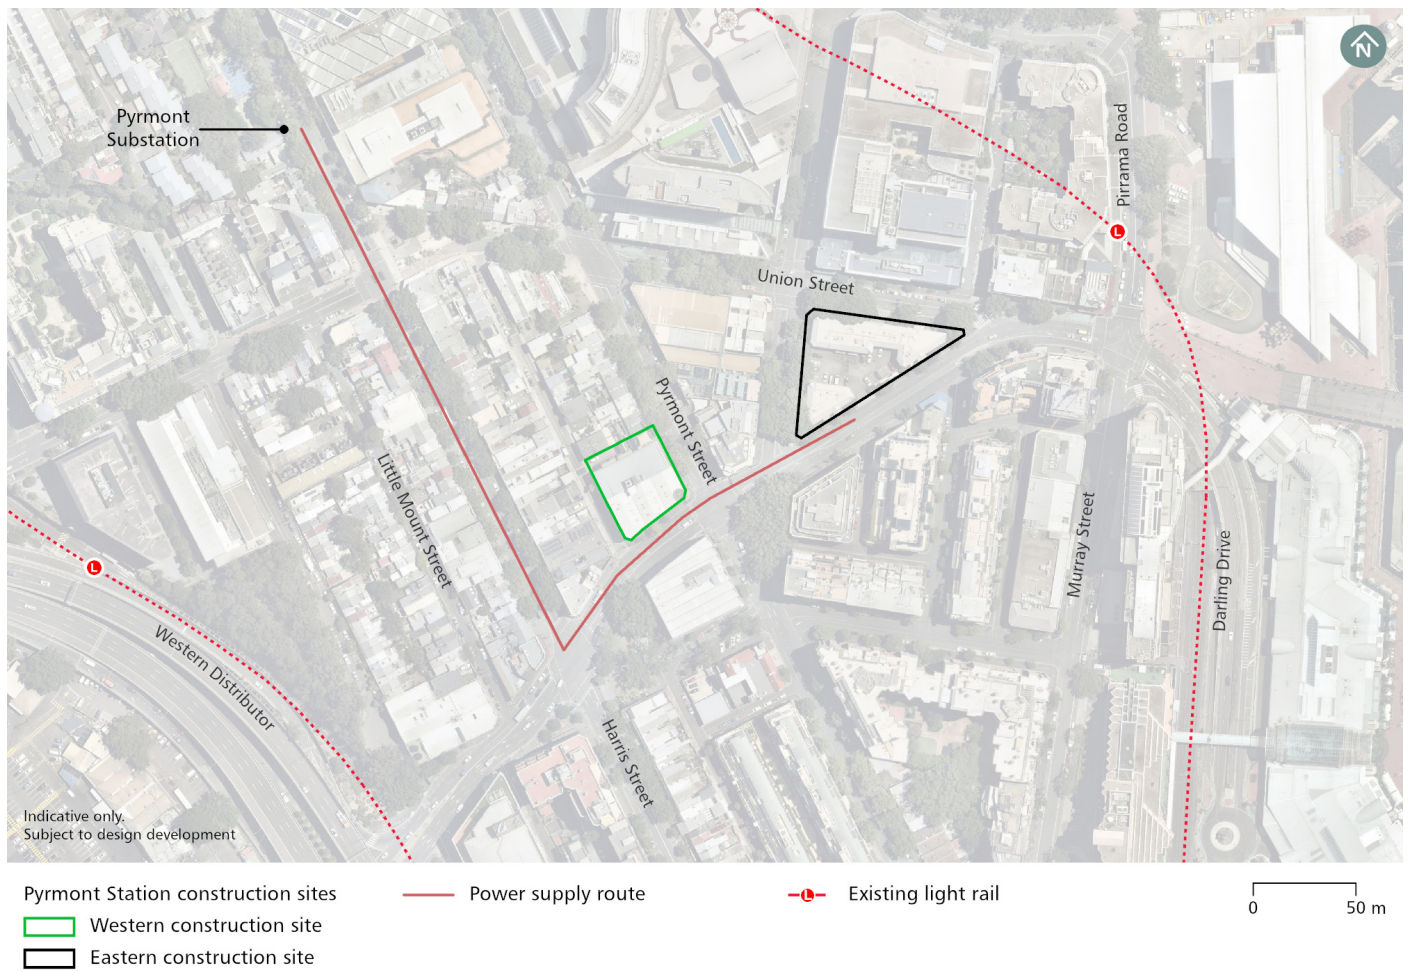 N
Pyrmont
Substation
Pirrama Road
L
Union Street
Pyrmont Street
Little Mount Street
Murray Street
Darling Drive
L
Western Distributor
Harris Street
Indicative only.
Subject to design development
Pyrmont Station construction sites
Western construction site
Eastern construction site
Power supply route
L
Existing light rail
0
50 m